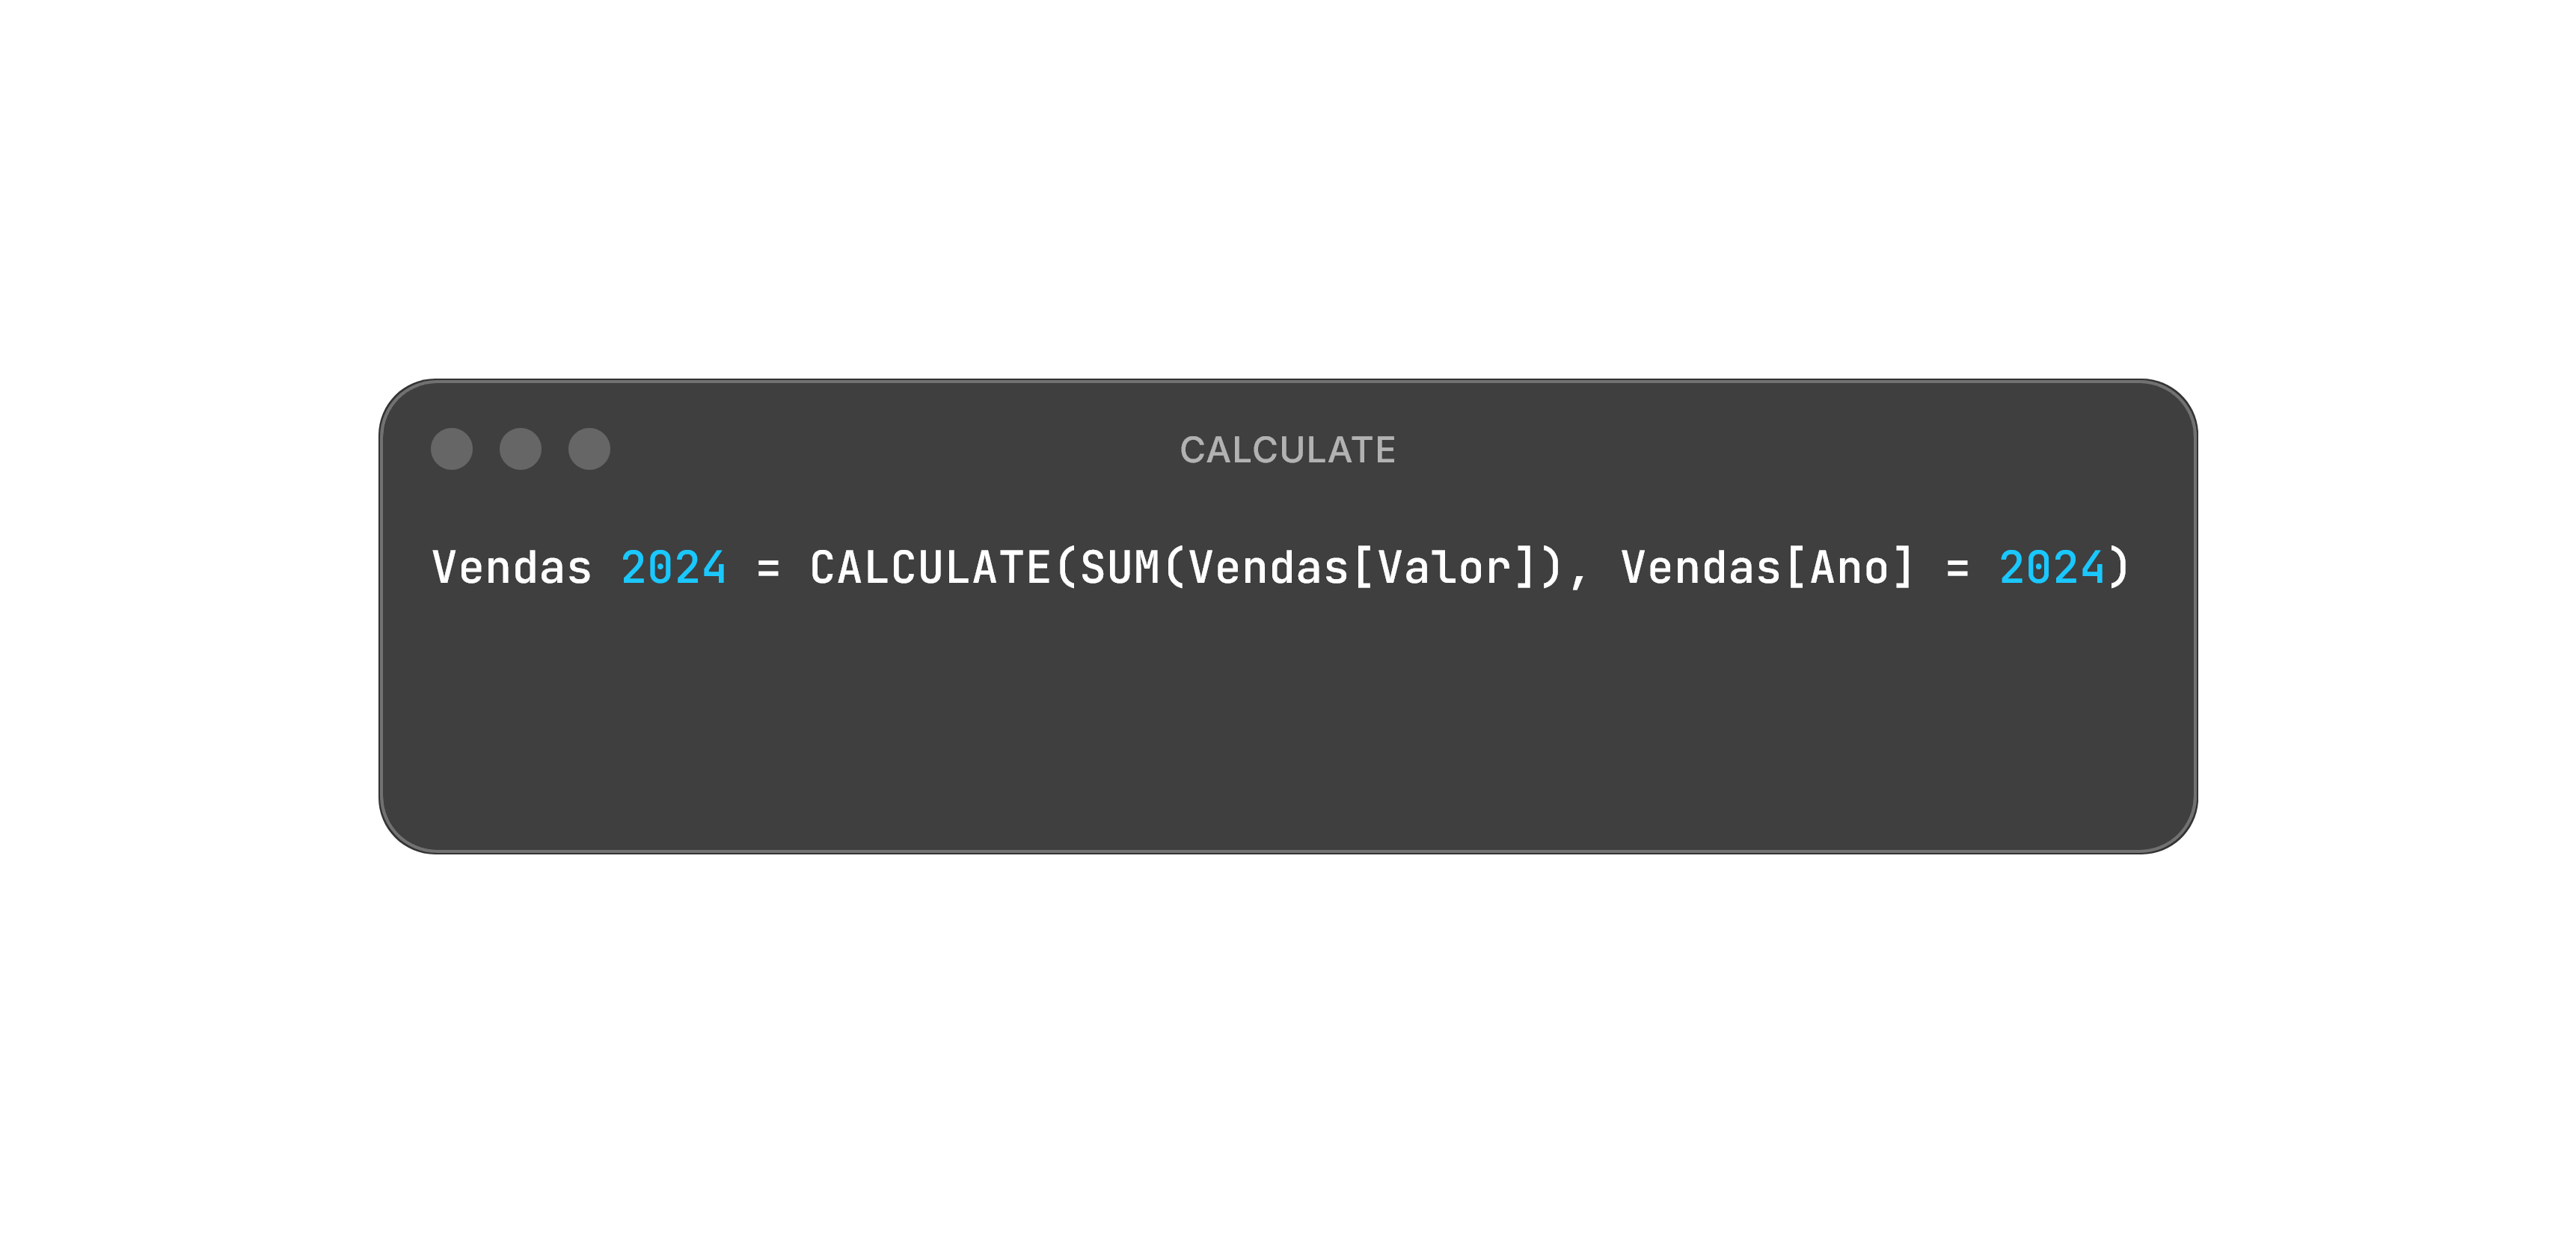 CALCULATE
Vendas 2024 = CALCULATE(SUM(Vendas[Valor]), Vendas[Ano] = 2024)